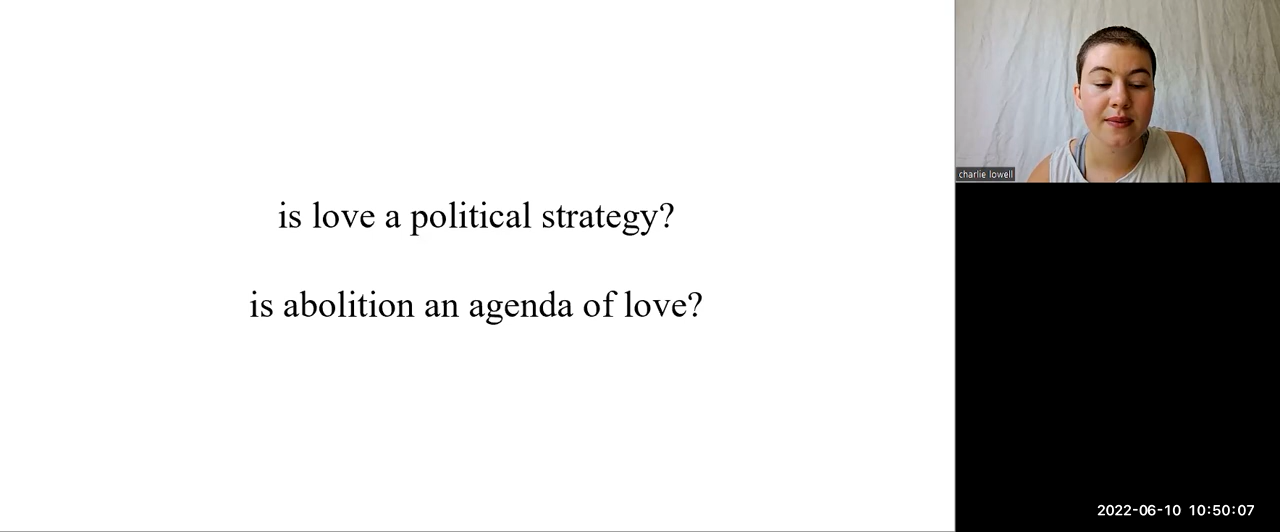 is love a political strategy?
is abolition an agenda of love?
charlie lowell
2022-06-10 10:50:07